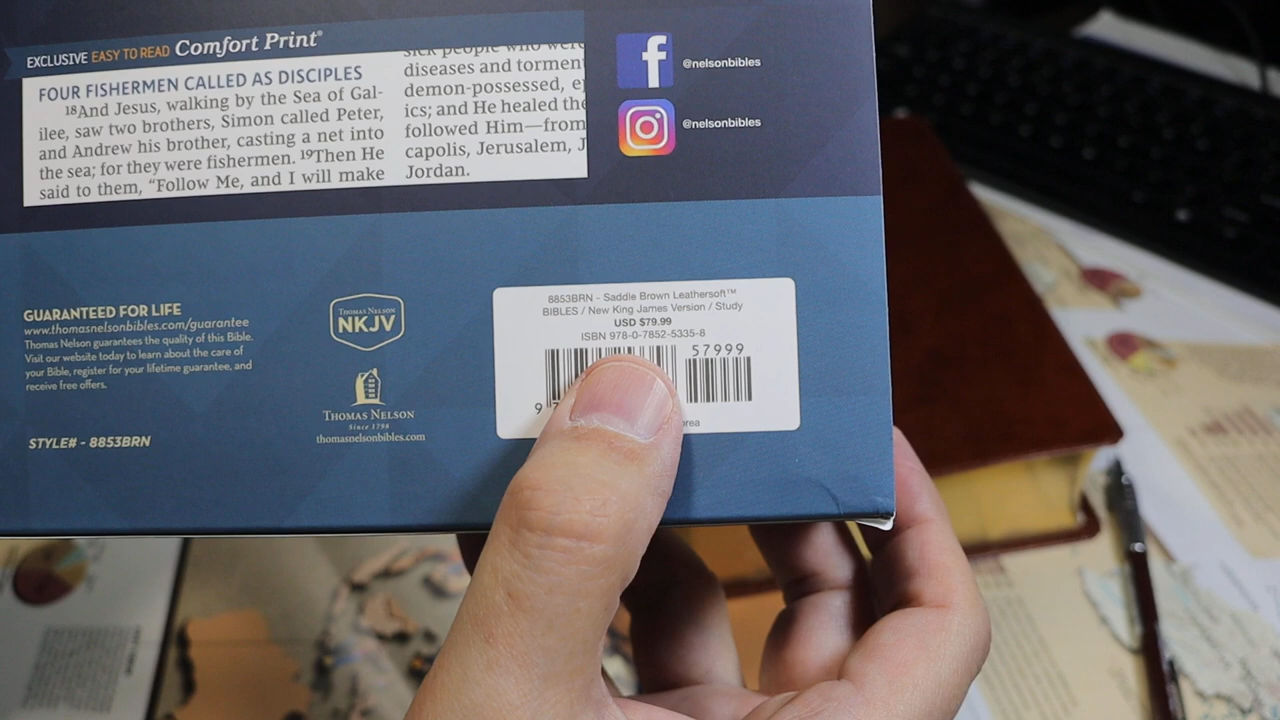 EXCLUSIVE EASY TO READ Comfort Print®
FOUR FISHERMEN CALLED AS DISCIPLES
18And Jesus, walking by the Sea of Gal-
ilee, saw two brothers, Simon called Peter,
and Andrew his brother, casting a net into
the sea; for they were fishermen. 19Then He
said to them, “Follow Me, and I will make
sick people who were
diseases and torment
demon-possessed, ep
ics; and He healed the
followed Him—from
capolis, Jerusalem, J
Jordan.
@nelsonbibles
@nelsonbibles
GUARANTEED FOR LIFE
www.thomasnelsonbibles.com/guarantee
Thomas Nelson guarantees the quality of this Bible.
Visit our website today to learn about the care of
your Bible, register for your lifetime guarantee, and
receive free offers.
STYLE# - 8853BRN
THOMAS NELSON
NKJV
THOMAS NELSON
Since 1798
thomasnelsonbibles.com
8853BRN - Saddle Brown Leathersoft™
BIBLES / New King James Version / Study
USD $79.99
ISBN 978-0-7852-5335-8
57999
9
rea